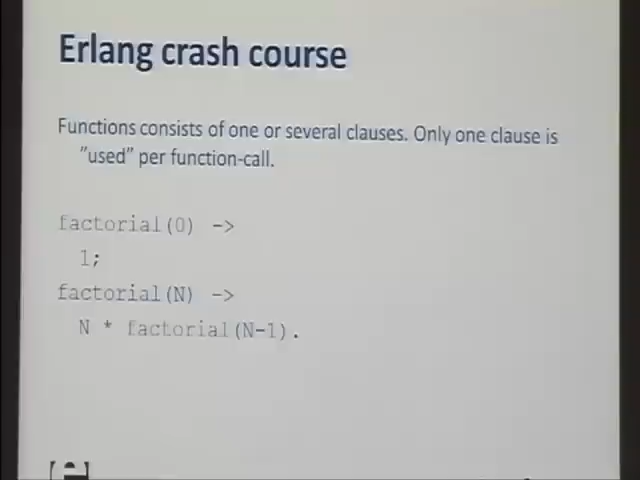 Erlang crash course
Functions consists of one or several clauses. Only one clause is
"used" per function-call.
factorial(0) ->
1;
factorial(N) ->
N * factorial(N-1).
[e]